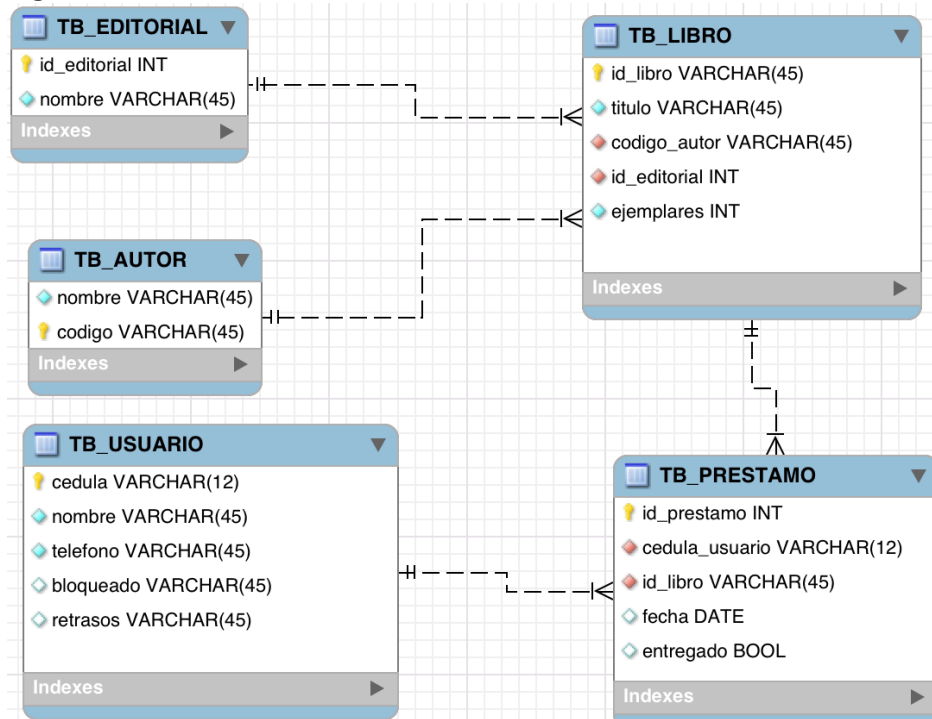 TB_EDITORIAL
id_editorial INT
nombre VARCHAR(45)
Indexes
TB_LIBRO
id_libro VARCHAR(45)
titulo VARCHAR(45)
codigo_autor VARCHAR(45)
id_editorial INT
ejemplares INT
Indexes
TB_AUTOR
nombre VARCHAR(45)
codigo VARCHAR(45)
Indexes
TB_USUARIO
cedula VARCHAR(12)
nombre VARCHAR(45)
telefono VARCHAR(45)
bloqueado VARCHAR(45)
retrasos VARCHAR(45)
Indexes
TB_PRESTAMO
id_prestamo INT
cedula_usuario VARCHAR(12)
id_libro VARCHAR(45)
fecha DATE
entregado BOOL
Indexes